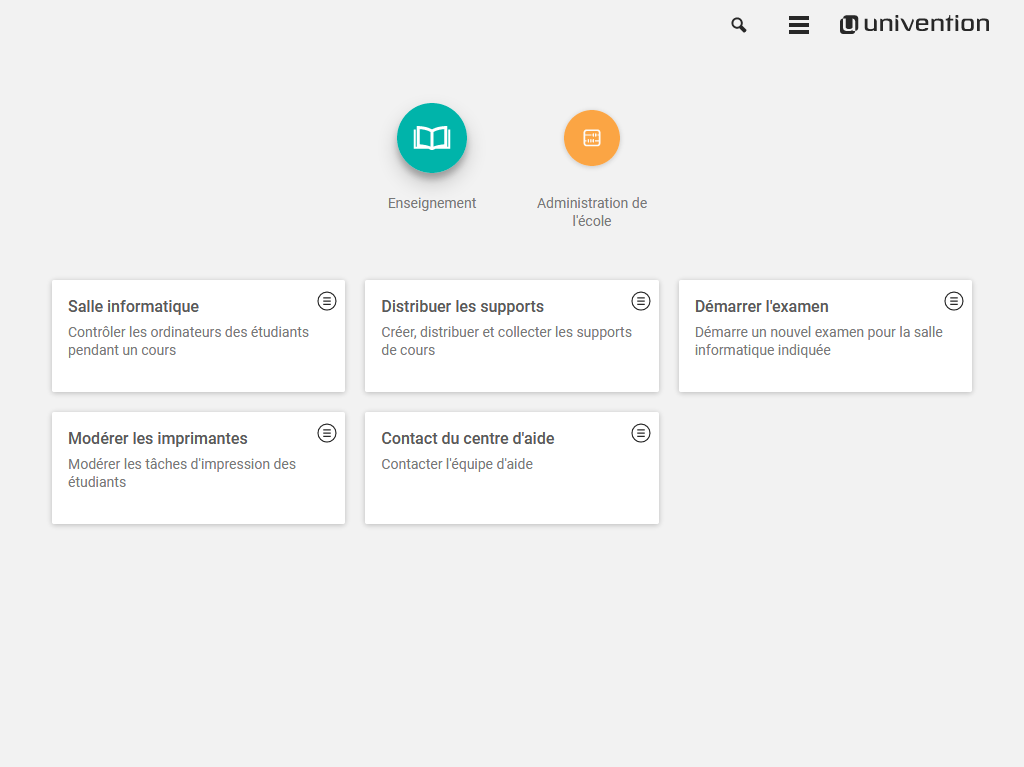 univention
Enseignement
Administration de
l'école
Salle informatique
Contrôler les ordinateurs des étudiants
pendant un cours
Distribuer les supports
Créer, distribuer et collecter les supports
de cours
Démarrer l'examen
Démarre un nouvel examen pour la salle
informatique indiquée
Modérer les imprimantes
Modérer les tâches d'impression des
étudiants
Contact du centre d'aide
Contacter l'équipe d'aide